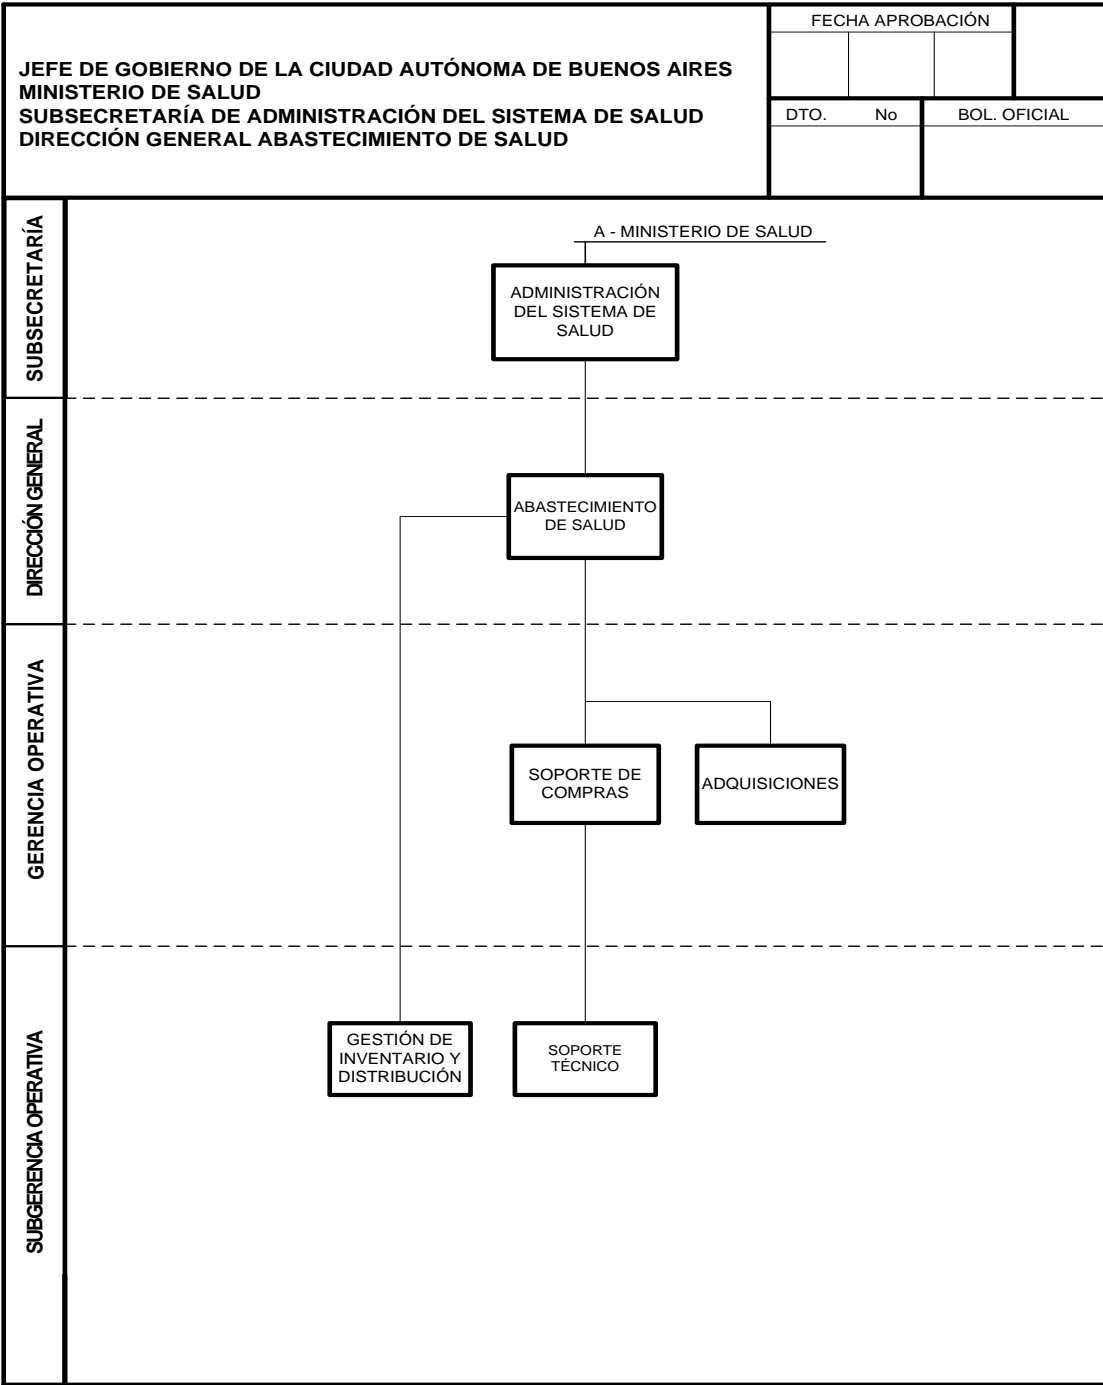 JEFE DE GOBIERNO DE LA CIUDAD AUTÓNOMA DE BUENOS AIRES
MINISTERIO DE SALUD
SUBSECRETARÍA DE ADMINISTRACIÓN DEL SISTEMA DE SALUD
DIRECCIÓN GENERAL ABASTECIMIENTO DE SALUD
FECHA APROBACIÓN
DTO. No
BOL. OFICIAL
SUBSECRETARÍA
A - MINISTERIO DE SALUD
ADMINISTRACIÓN
DEL SISTEMA DE
SALUD
DIRECCIÓN GENERAL
ABASTECIMIENTO
DE SALUD
GERENCIA OPERATIVA
SOPORTE DE
COMPRAS
ADQUISICIONES
SUBGERENCIA OPERATIVA
GESTIÓN DE
INVENTARIO Y
DISTRIBUCIÓN
SOPORTE
TÉCNICO